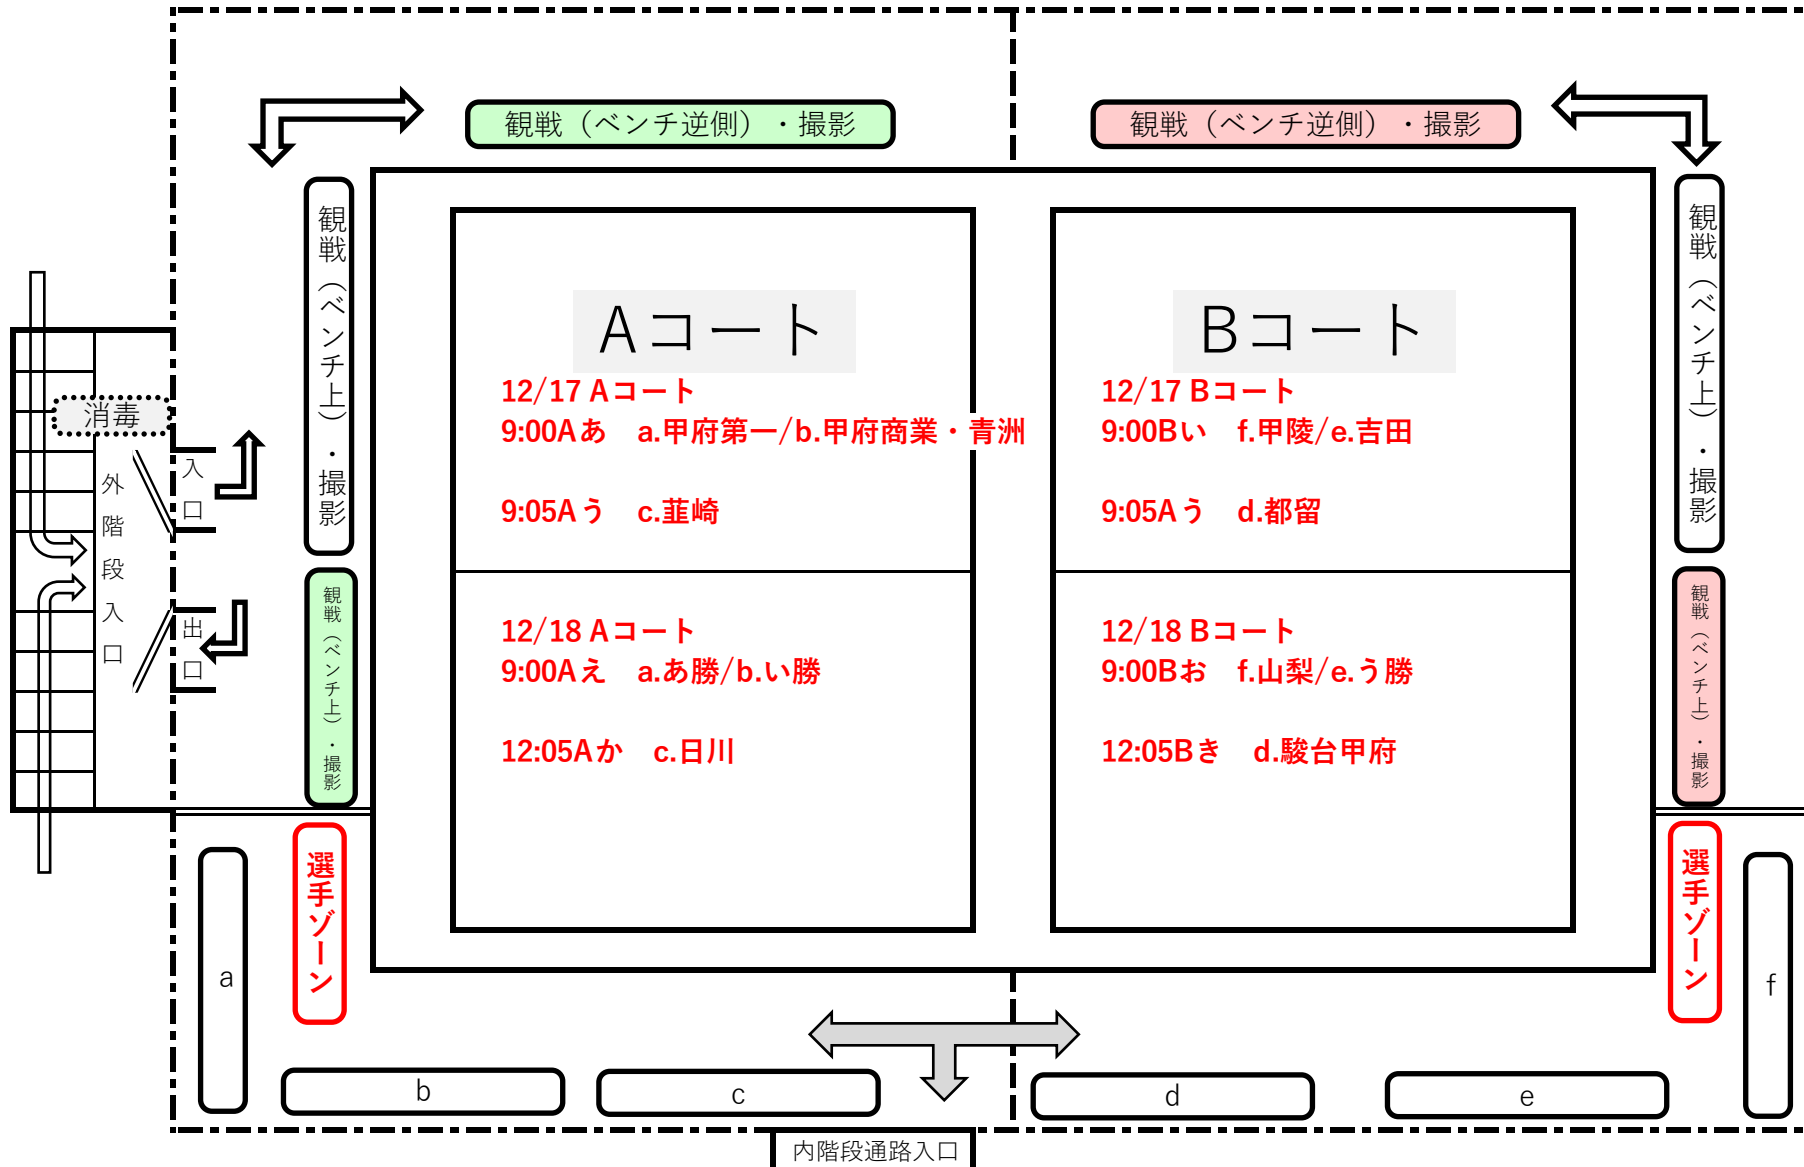 観戦（ベンチ逆側）・撮影
観戦（ベンチ逆側）・撮影
観戦（ベンチ上）・撮影
観戦（ベンチ上）・撮影
Aコート
12/17 Aコート
9:00Aあ　a.甲府第一/b.甲府商業・青洲
9:05Aう　c.韮崎
Bコート
12/17 Bコート
9:00Bい　f.甲陵/e.吉田
9:05Aう　d.都留
消毒
外階段入口
入口
出口
観戦（ベンチ上）・撮影
12/18 Aコート
9:00Aえ　a.あ勝/b.い勝
12:05Aか　c.日川
12/18 Bコート
9:00Bお　f.山梨/e.う勝
12:05Bき　d.駿台甲府
観戦（ベンチ上）・撮影
選手ゾーン
選手ゾーン
a
b
c
d
e
f
内階段通路入口